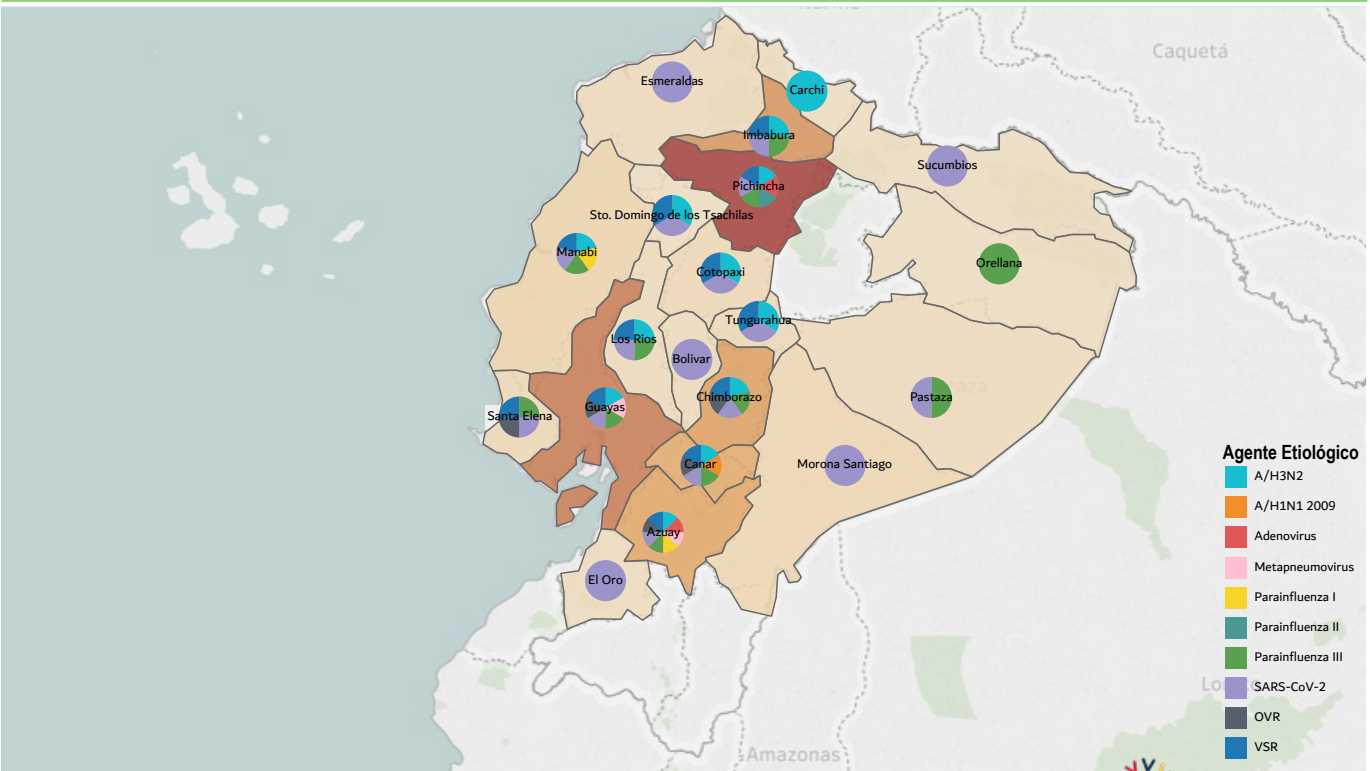 Caquetá
Esmeraldas
Carchi
Imbabura
Sucumbios
Pichincha
Sto. Domingo de los Tsachilas
Manabi
Orellana
Cotopaxi
Tungurahua
Los Rios
Bolivar
Chimborazo
Pastaza
Guayas
Santa Elena
Canar
Morona Santiago
Azuay
El Oro
Agente Etiológico
A/H3N2
A/H1N1 2009
Adenovirus
Metapneumovirus
Parainfluenza I
Parainfluenza II
Parainfluenza III
SARS-CoV-2
OVR
VSR
Amazonas